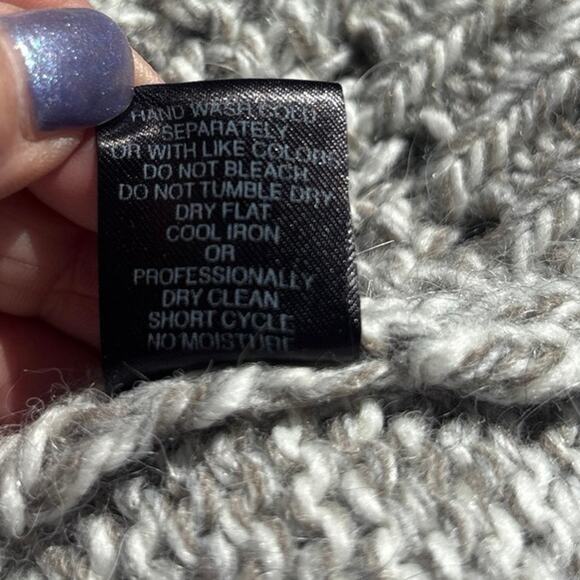 HAND WASH COLD
SEPARATELY
OR WITH LIKE COLORS
DO NOT BLEACH
DO NOT TUMBLE DRY
DRY FLAT
COOL IRON
OR
PROFESSIONALLY
DRY CLEAN
SHORT CYCLE
NO MOISTURE